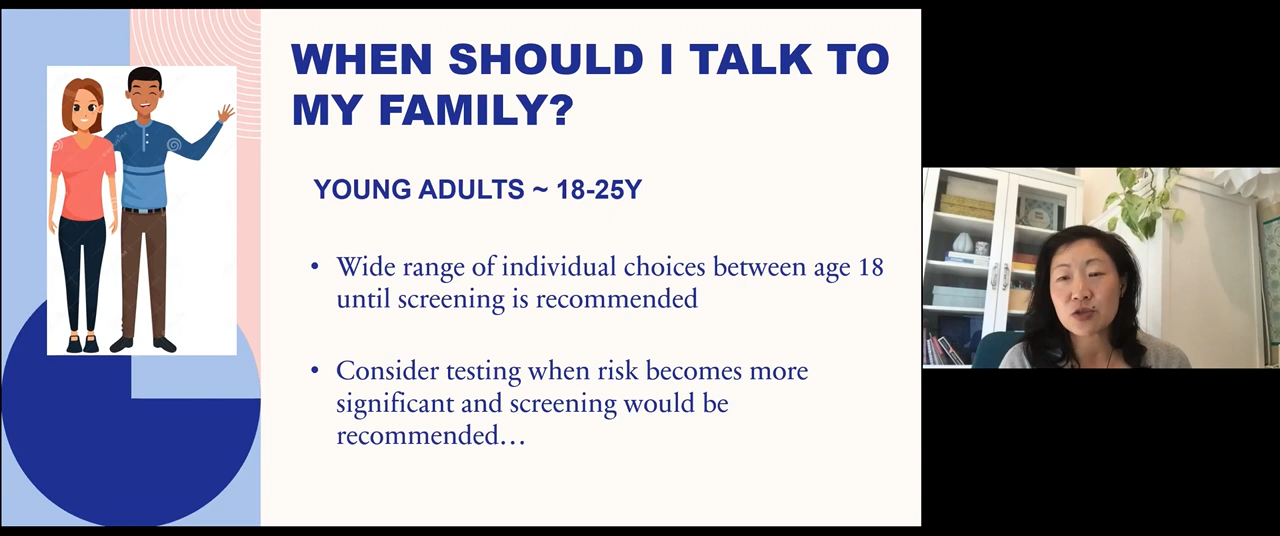 WHEN SHOULD I TALK TO
MY FAMILY?
YOUNG ADULTS ~ 18-25Y
• Wide range of individual choices between age 18
until screening is recommended
• Consider testing when risk becomes more
significant and screening would be
recommended…